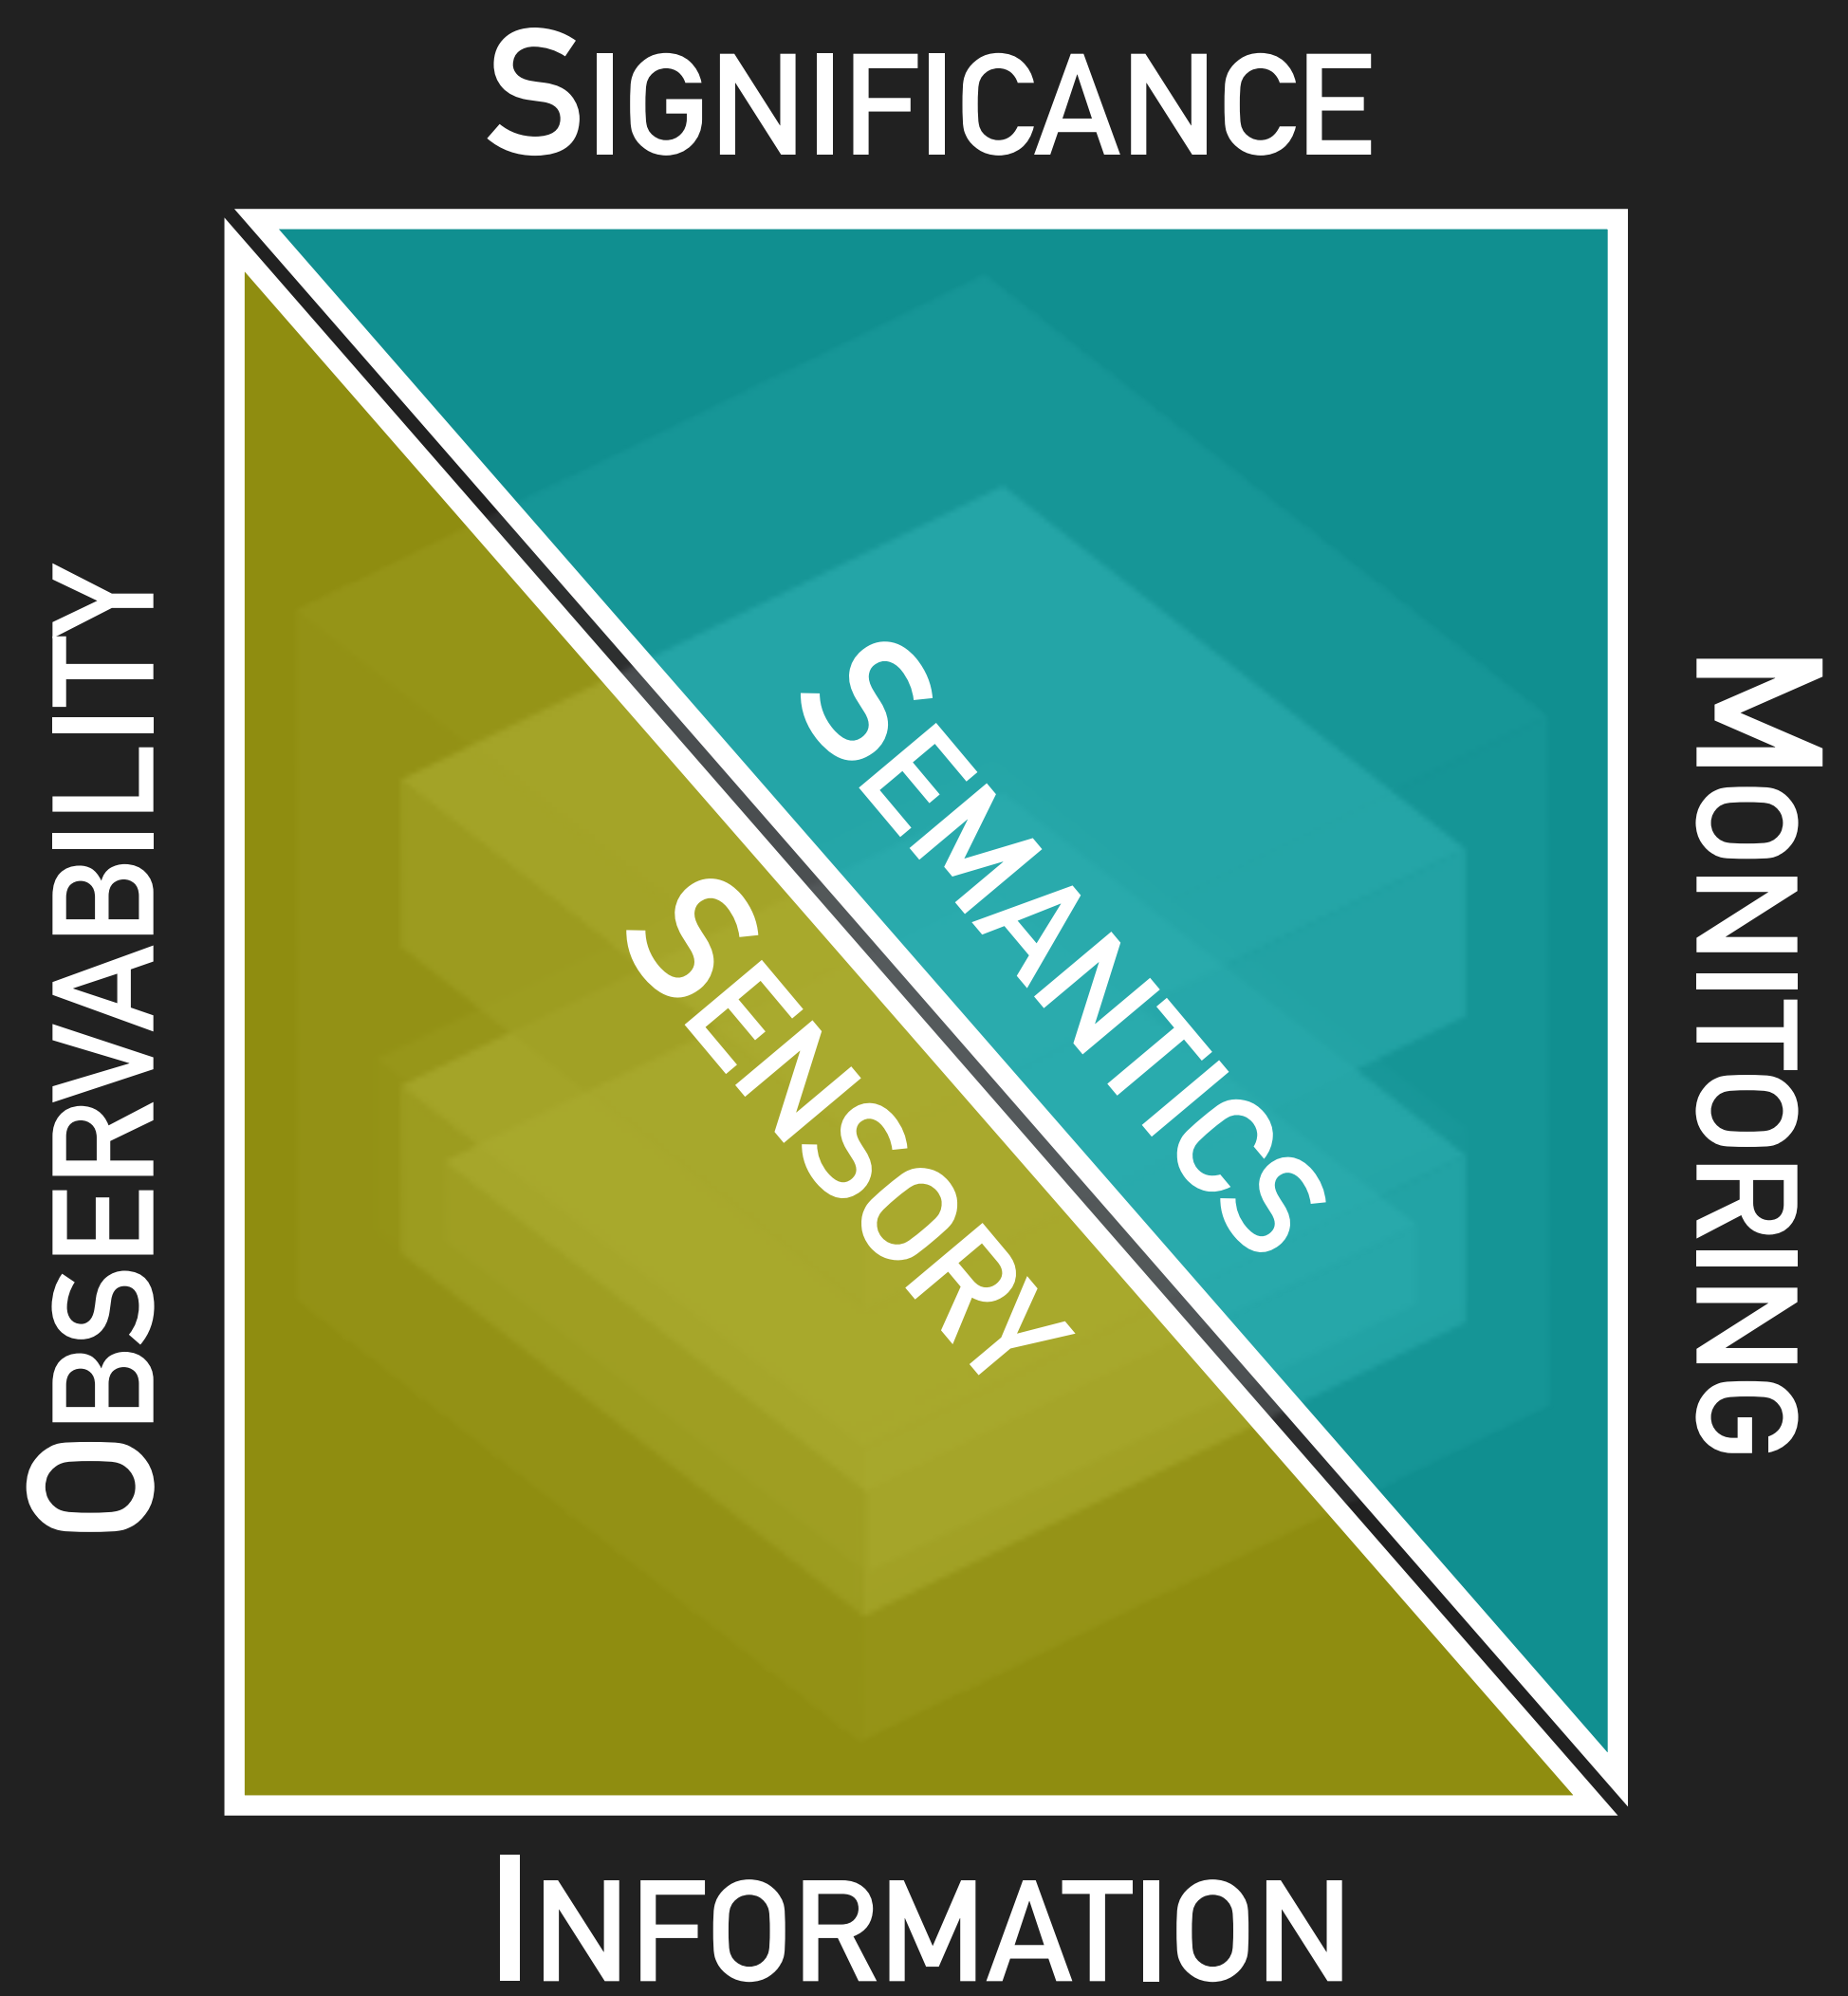 SIGNIFICANCE
OBSERVABILITY
SEMANTICS
SENSORY
MONITORING
INFORMATION